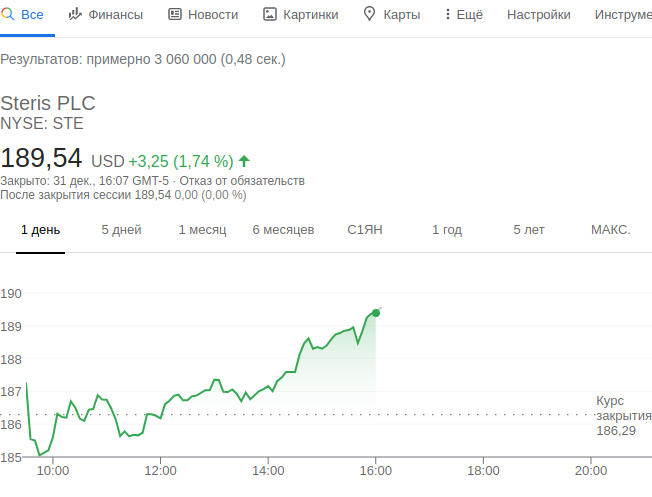 Все Финансы Новости Картинки Карты Ещё Настройки Инструме
Результатов: примерно 3 060 000 (0,48 сек.)
Steris PLC
NYSE: STE
189,54 USD +3,25 (1,74 %)
Закрыто: 31 дек., 16:07 GMT-5 · Отказ от обязательств
После закрытия сессии 189,54 0,00 (0,00 %)
1 день 5 дней 1 месяц 6 месяцев С1ЯН 1 год 5 лет МАКС.
190
189
188
187
Курс
закрытия
186,29
186
185
10:00 12:00 14:00 16:00 18:00 20:00